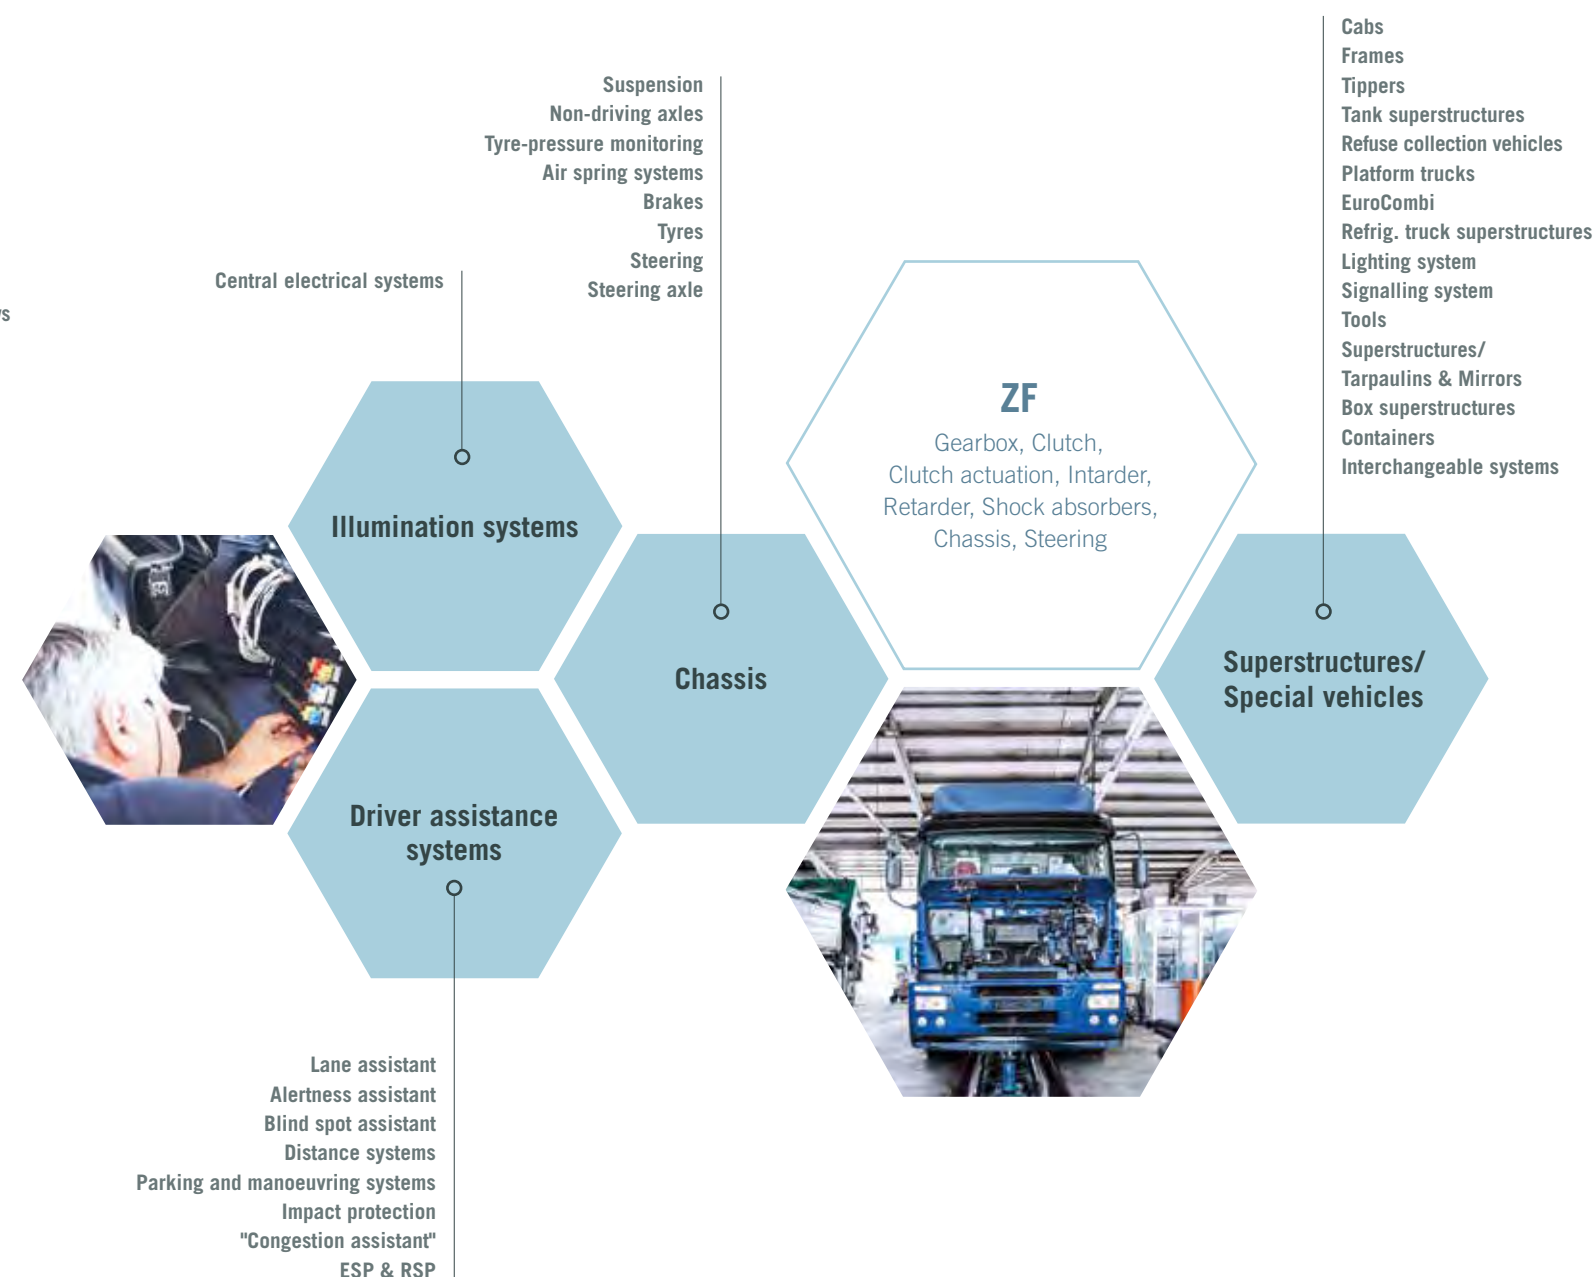 Cabs
Frames
Tippers
Tank superstructures
Refuse collection vehicles
Platform trucks
EuroCombi
Refrig. truck superstructures
Lighting system
Signalling system
Tools
Superstructures/
Tarpaulins & Mirrors
Box superstructures
Containers
Interchangeable systems
Suspension
Non-driving axles
Tyre-pressure monitoring
Air spring systems
Brakes
Tyres
Steering
Steering axle
Central electrical systems
ZF
Gearbox, Clutch,
Clutch actuation, Intarder,
Retarder, Shock absorbers,
Chassis, Steering
Illumination systems
Chassis
Superstructures/
Special vehicles
Driver assistance
systems
Lane assistant
Alertness assistant
Blind spot assistant
Distance systems
Parking and manoeuvring systems
Impact protection
"Congestion assistant"
ESP & RSP